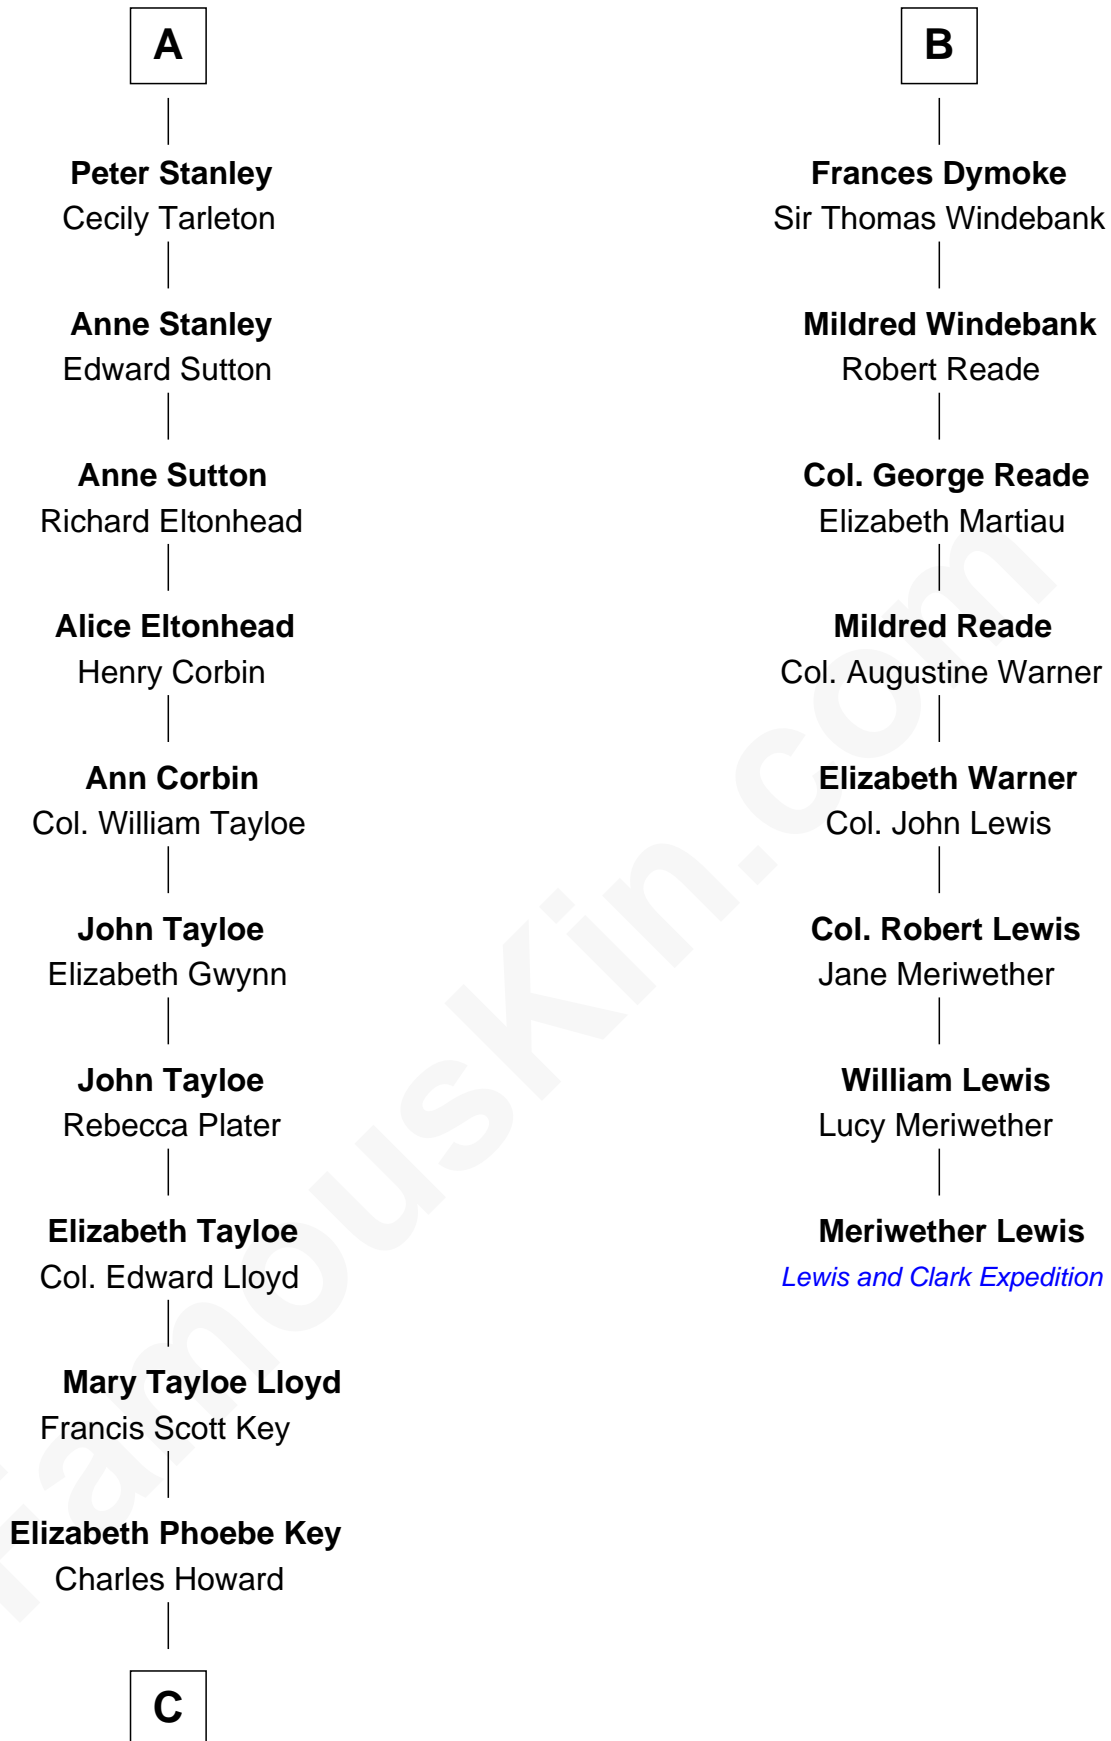 A
Peter Stanley
Cecily Tarleton
Anne Stanley
Edward Sutton
Anne Sutton
Richard Eltonhead
Alice Eltonhead
Henry Corbin
Ann Corbin
Col. William Tayloe
John Tayloe
Elizabeth Gwynn
John Tayloe
Rebecca Plater
Elizabeth Tayloe
Col. Edward Lloyd
Mary Tayloe Lloyd
Francis Scott Key
Elizabeth Phoebe Key
Charles Howard
C
B
Frances Dymoke
Sir Thomas Windebank
Mildred Windebank
Robert Reade
Col. George Reade
Elizabeth Martiau
Mildred Reade
Col. Augustine Warner
Elizabeth Warner
Col. John Lewis
Col. Robert Lewis
Jane Meriwether
William Lewis
Lucy Meriwether
Meriwether Lewis
Lewis and Clark Expedition
FamousKin.com